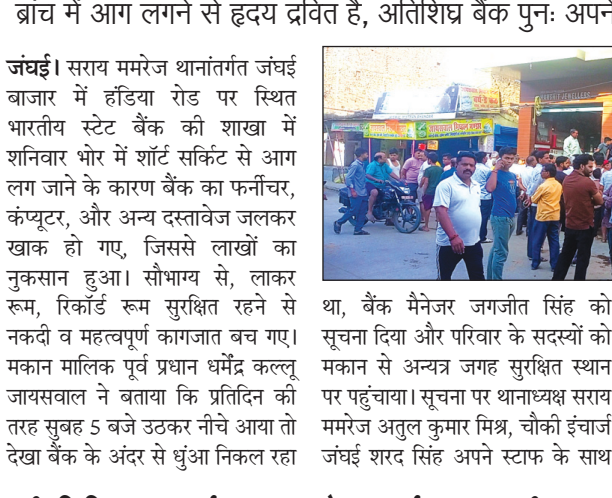 ब्रांच में आग लगने से हृदय द्रवित है, अतिशिघ्र बैंक पुनः अपने
जंघई। सराय ममरेज थानांतर्गत जंघई
बाजार में हंडिया रोड पर स्थित
भारतीय स्टेट बैंक की शाखा में
शनिवार भोर में शॉर्ट सर्किट से आग
लग जाने के कारण बैंक का फर्नीचर,
कंप्यूटर, और अन्य दस्तावेज जलकर
खाक हो गए, जिससे लाखों का
नुकसान हुआ। सौभाग्य से, लाकर
रूम, रिकॉर्ड रूम सुरक्षित रहने से
नकदी व महत्वपूर्ण कागजात बच गए।
मकान मालिक पूर्व प्रधान धर्मेंद्र कल्लू
जायसवाल ने बताया कि प्रतिदिन की
तरह सुबह 5 बजे उठकर नीचे आया तो
देखा बैंक के अंदर से धुंआ निकल रहा
था, बैंक मैनेजर जगजीत सिंह को
सूचना दिया और परिवार के सदस्यों को
मकान से अन्यत्र जगह सुरक्षित स्थान
पर पहुंचाया। सूचना पर थानाध्यक्ष सराय
ममरेज अतुल कुमार मिश्र, चौकी इंचार्ज
जंघई शरद सिंह अपने स्टाफ के साथ